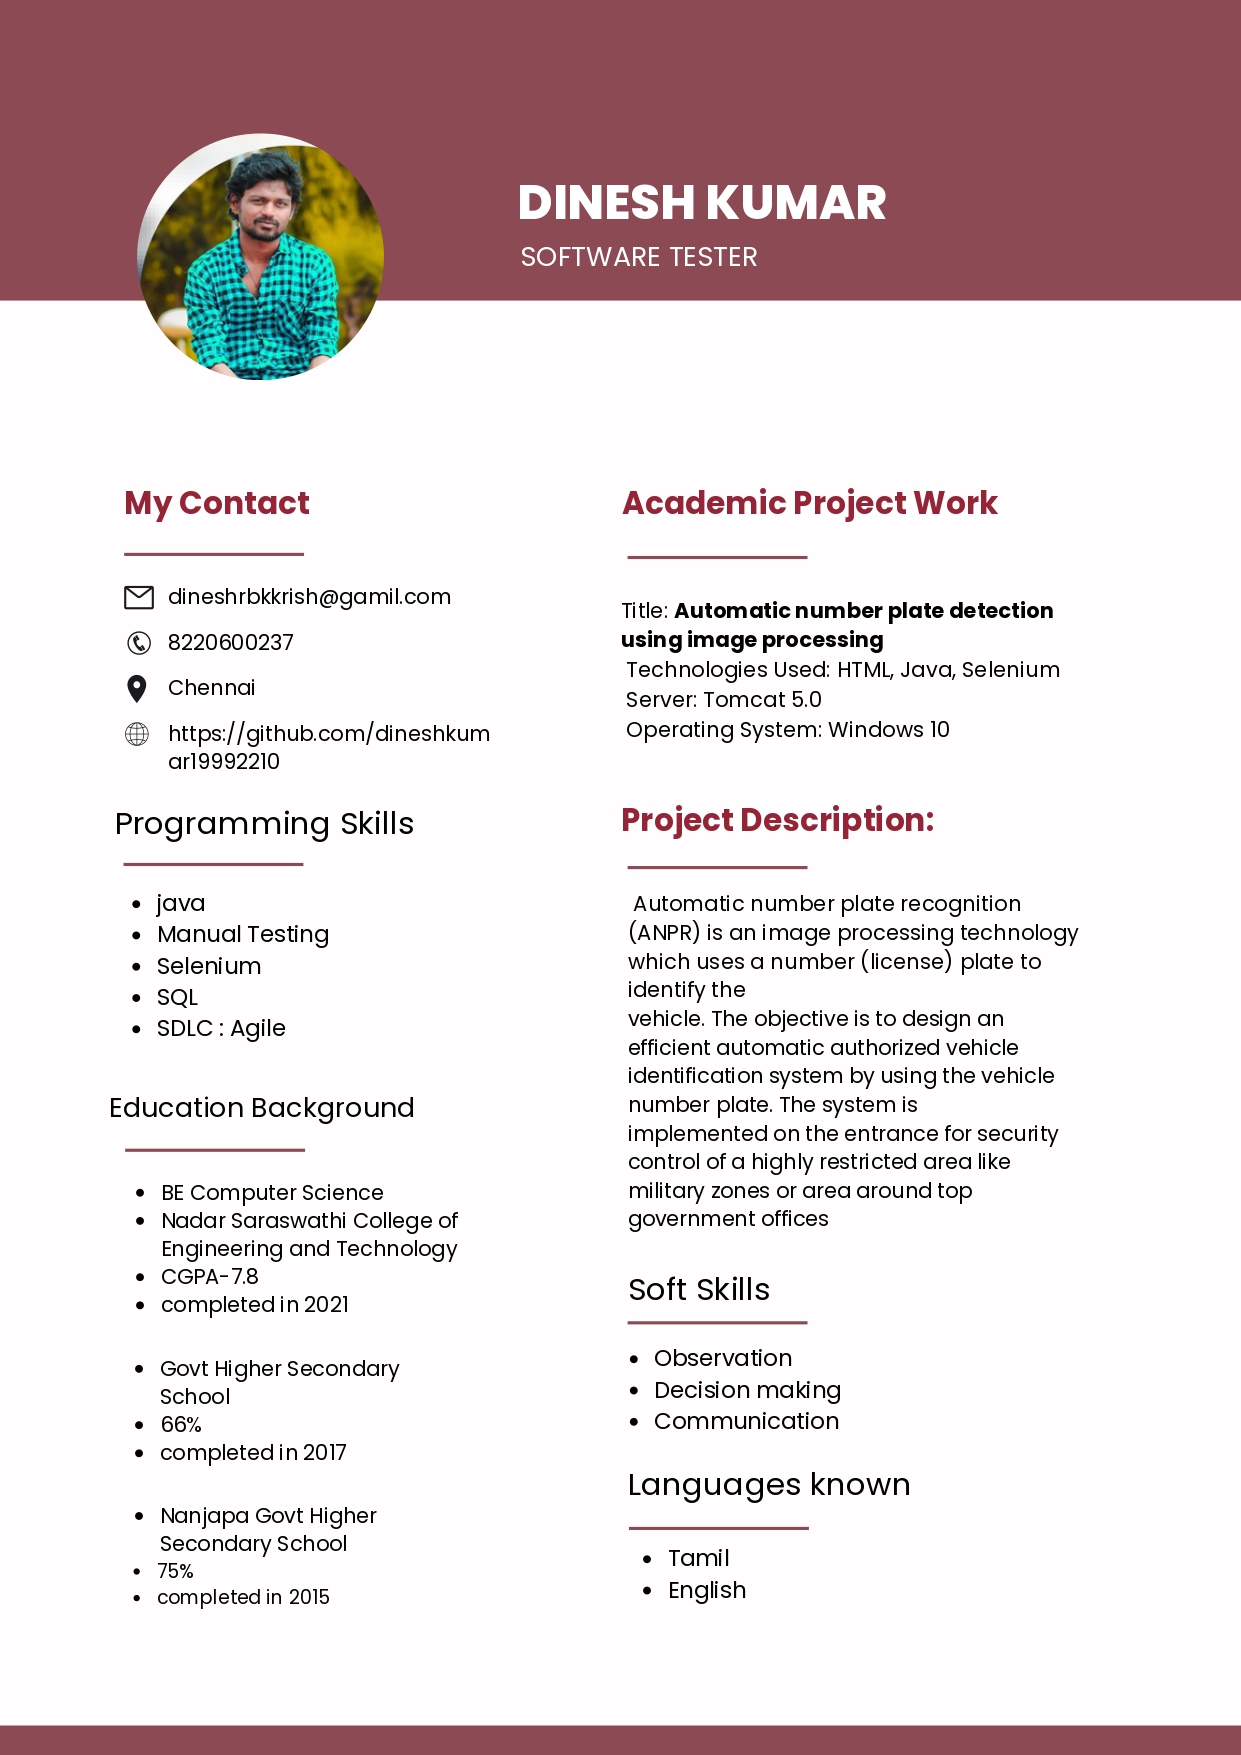 DINESH KUMAR
SOFTWARE TESTER
My Contact
dineshrbkkrish@gamil.com
8220600237
Chennai
https://github.com/dineshkum
ar19992210
Programming Skills
java
Manual Testing
Selenium
SQL
SDLC : Agile
Education Background
BE Computer Science
Nadar Saraswathi College of
Engineering and Technology
CGPA-7.8
completed in 2021
Govt Higher Secondary
School
66%
completed in 2017
Nanjapa Govt Higher
Secondary School
75%
completed in 2015
Academic Project Work
Title: Automatic number plate detection
using image processing
Technologies Used: HTML, Java, Selenium
Server: Tomcat 5.0
Operating System: Windows 10
Project Description:
Automatic number plate recognition
(ANPR) is an image processing technology
which uses a number (license) plate to
identify the
vehicle. The objective is to design an
efficient automatic authorized vehicle
identification system by using the vehicle
number plate. The system is
implemented on the entrance for security
control of a highly restricted area like
military zones or area around top
government offices
Soft Skills
Observation
Decision making
Communication
Languages known
Tamil
English